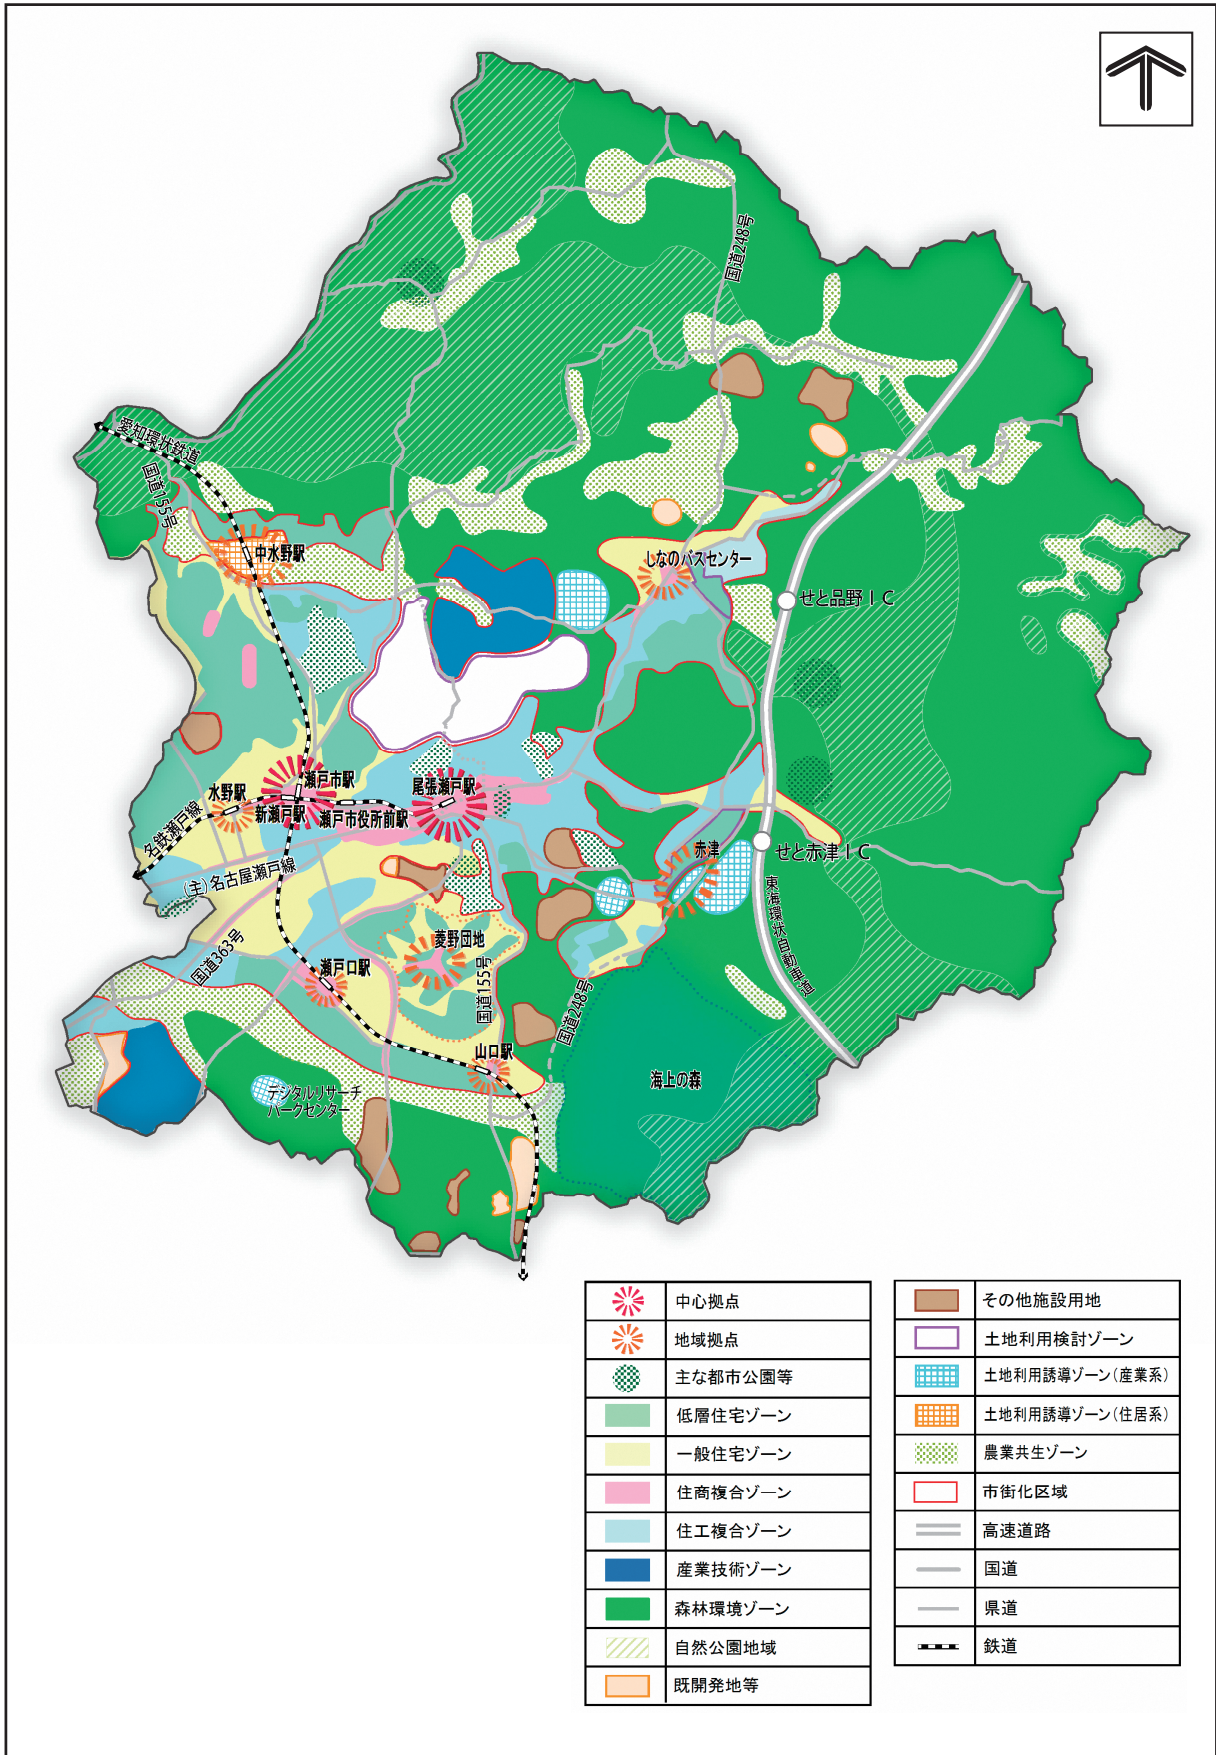 国道248号
愛知環状鉄道
国道155号
中水野駅
しなのバスセンター
せと品野IC
瀬戸市駅
尾張瀬戸駅
水野駅
新瀬戸駅
瀬戸市役所前駅
名鉄瀬戸線
(主)名古屋瀬戸線
赤津
せと赤津IC
東海環状自動車道
菱野団地
国道363号
瀬戸口駅
国道155号
国道248号
山口駅
海上の森
デジタルリサーチ
パークセンター
中心拠点
地域拠点
主な都市公園等
低層住宅ゾーン
一般住宅ゾーン
住商複合ゾーン
住工複合ゾーン
産業技術ゾーン
森林環境ゾーン
自然公園地域
既開発地等
その他施設用地
土地利用検討ゾーン
土地利用誘導ゾーン(産業系)
土地利用誘導ゾーン(住居系)
農業共生ゾーン
市街化区域
高速道路
国道
県道
鉄道